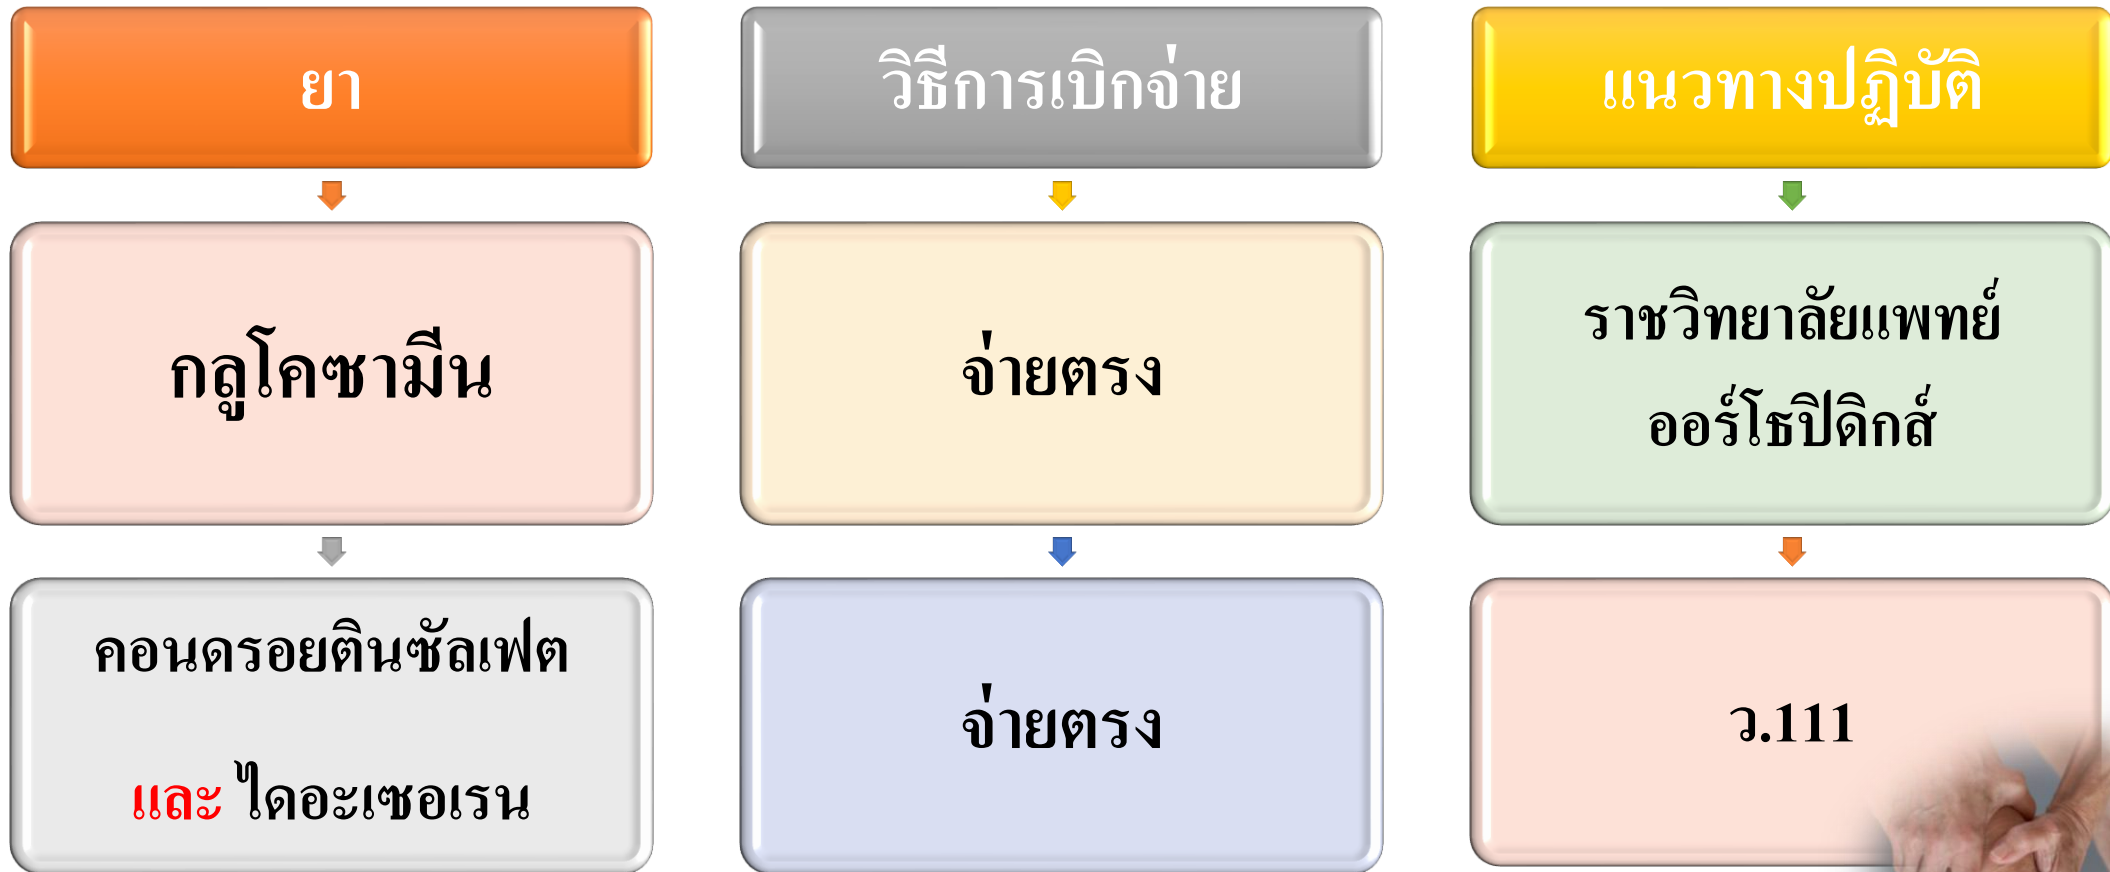 ยา
วิธีการเบิกจ่าย
แนวทางปฏิบัติ
กลูโคซามีน
จ่ายตรง
ราชวิทยาลัยแพทย์
ออร์โธปิดิกส์
คอนดรอยตินซัลเฟต
และ ไดอะเซอเรน
จ่ายตรง
ว.111